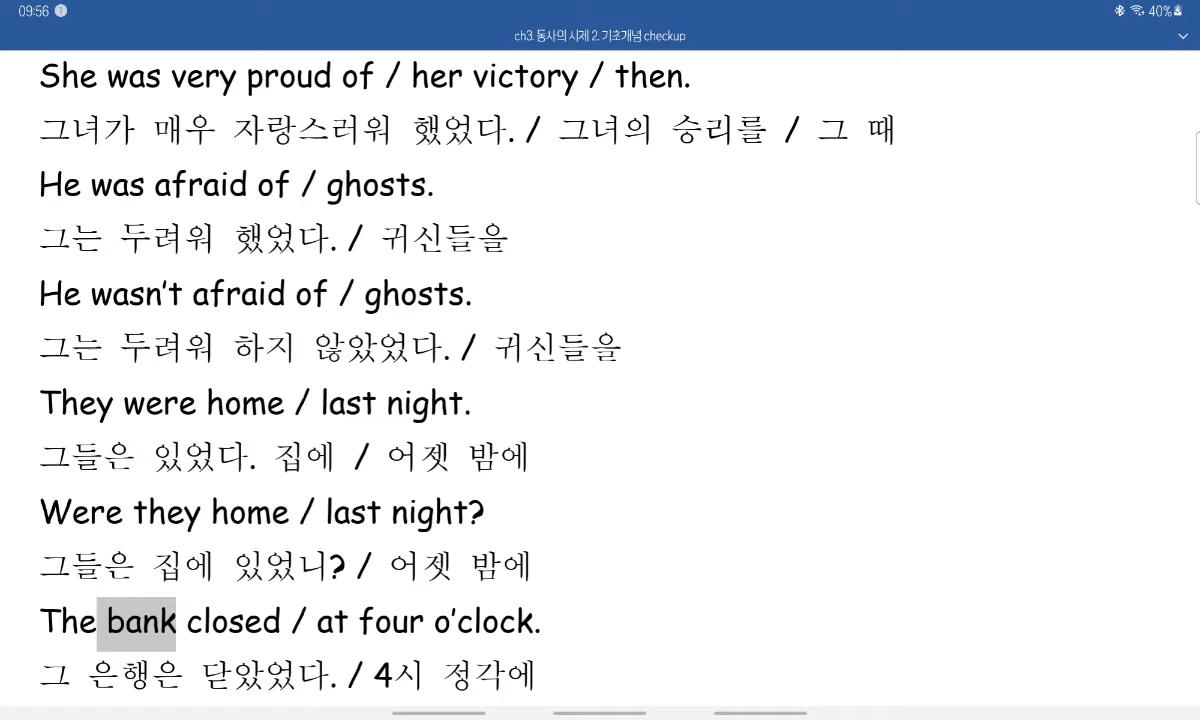 09:56
40%
ch3. 동사의 시제 2. 기초개념 checkup
She was very proud of / her victory / then.
그녀가 매우 자랑스러워 했었다. / 그녀의 승리를 / 그 때
He was afraid of / ghosts.
그는 두려워 했었다. / 귀신들을
He wasn't afraid of / ghosts.
그는 두려워 하지 않았었다. / 귀신들을
They were home / last night.
그들은 있었다. 집에 / 어젯 밤에
Were they home / last night?
그들은 집에 있었니? / 어젯 밤에
The bank closed / at four o'clock.
그 은행은 닫았었다. / 4시 정각에